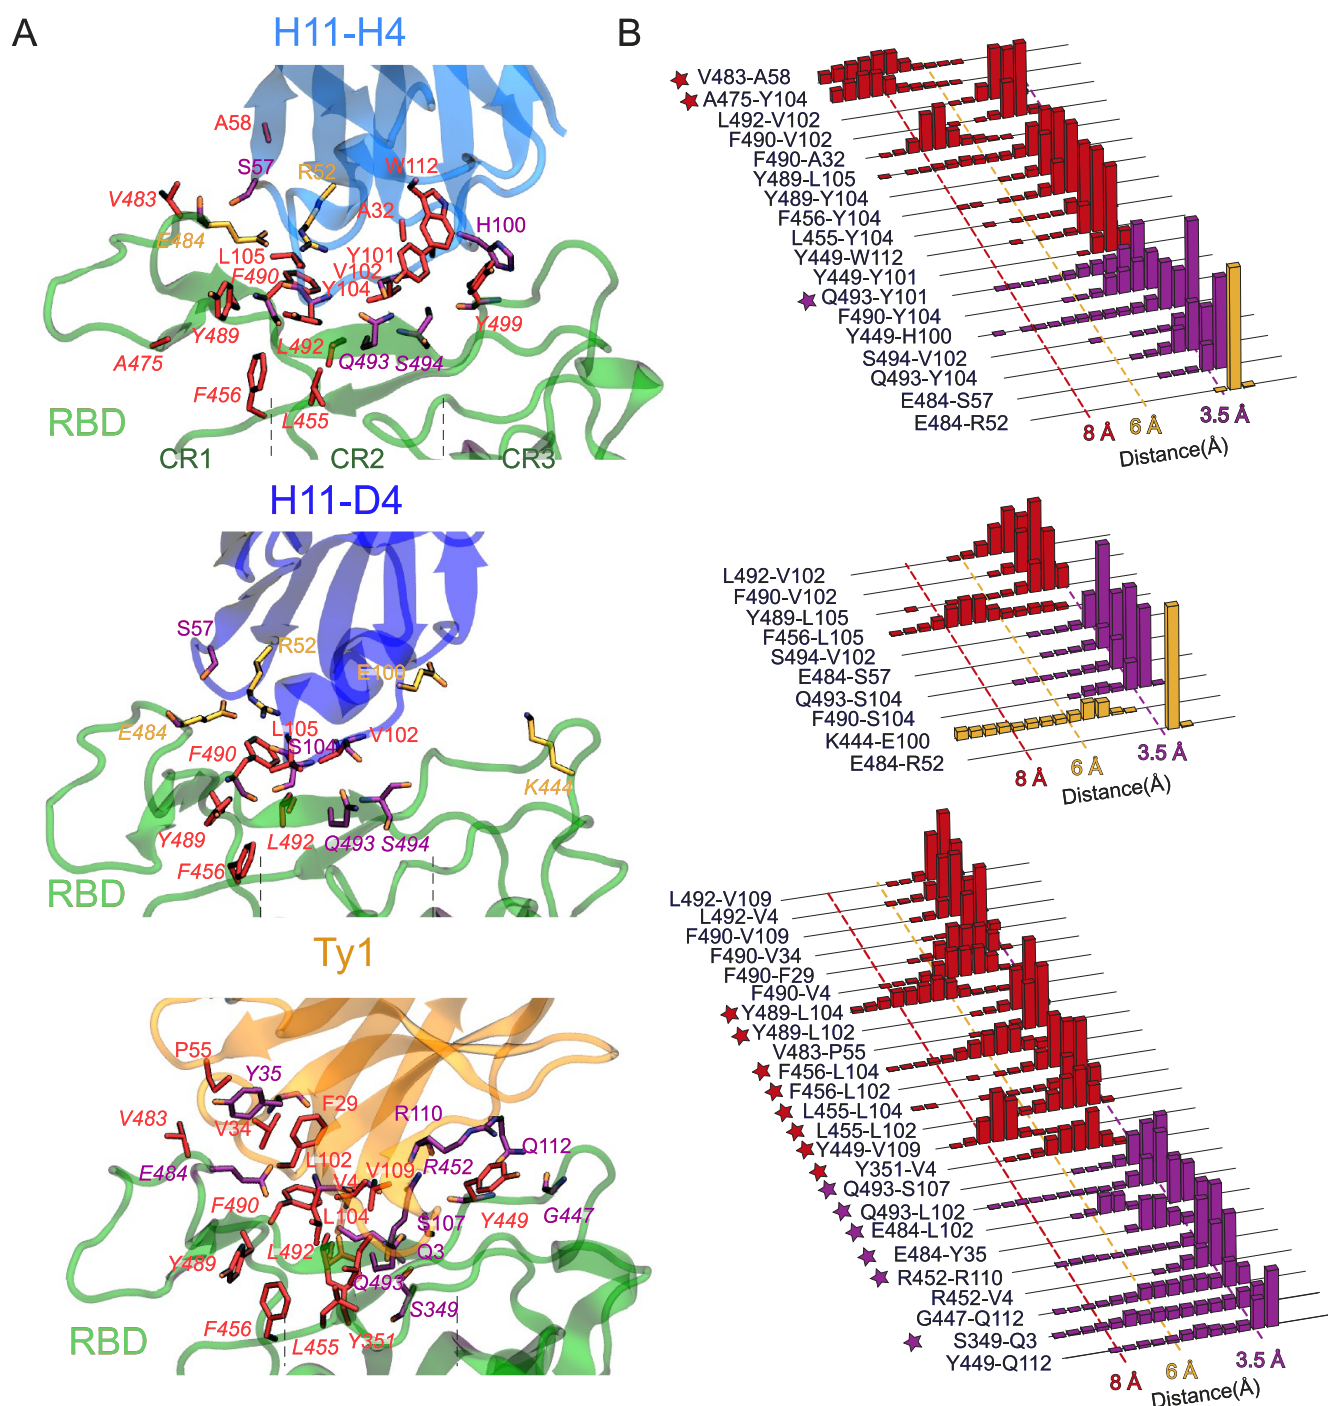 A
B
H11-H4
A58
S57
R52
W112
V483
A32
E484
H100
L105
Y101
F490
V102
Y104
Y489
Y499
A475
L492
Q493
S494
F456
L455
RBD
CR1
CR2
CR3
V483-A58
A475-Y104
L492-V102
F490-V102
F490-A32
Y489-L105
Y489-Y104
F456-Y104
L455-Y104
Y449-W112
Y449-Y101
Q493-Y101
F490-Y104
Y449-H100
S494-V102
Q493-Y104
E484-S57
E484-R52
8 Å
6 Å
3.5 Å
Distance(Å)
H11-D4
S57
R52
E100
E484
L105
S104
V102
F490
K444
Y489
L492
Q493
S494
F456
RBD
L492-V102
F490-V102
Y489-L105
F456-L105
S494-V102
E484-S57
Q493-S104
F490-S104
K444-E100
E484-R52
8 Å
6 Å
3.5 Å
Distance(Å)
Ty1
P55
Y35
F29
V483
V34
R110
Q112
L102
R452
E484
V109
V4
F490
L104
S107
Y449
G447
L492
Q3
Y489
Q493
S349
F456
L455
Y351
RBD
L492-V109
L492-V4
F490-V109
F490-V34
F490-F29
F490-V4
Y489-L104
Y489-L102
V483-P55
F456-L104
F456-L102
L455-L104
L455-L102
Y449-V109
Y351-V4
Q493-S107
Q493-L102
E484-L102
E484-Y35
R452-R110
R452-V4
G447-Q112
S349-Q3
Y449-Q112
8 Å
6 Å
3.5 Å
Distance(Å)